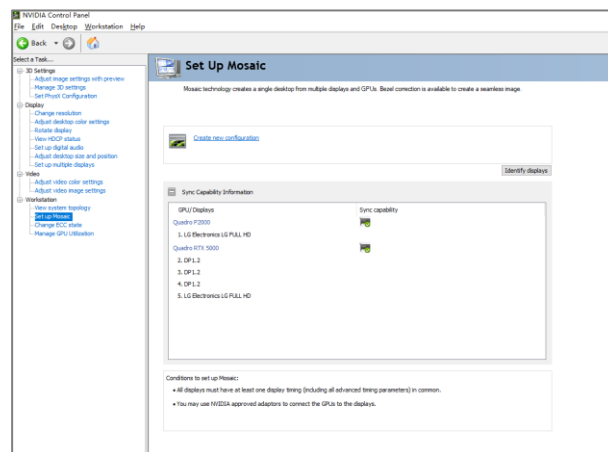 NVIDIA Control Panel
File Edit Desktop Workstation Help
Back
Select a Task...
3D Settings
Adjust image settings with preview
Manage 3D settings
Set PhysX Configuration
Display
Change resolution
Adjust desktop color settings
Rotate display
View HDCP status
Set up digital audio
Adjust desktop size and position
Set up multiple displays
Video
Adjust video color settings
Adjust video image settings
Workstation
View system topology
Set up Mosaic
Change ECC state
Manage GPU Utilization
Set Up Mosaic
Mosaic technology creates a single desktop from multiple displays and GPUs. Bezel correction is available to create a seamless image.
Create new configuration
Identify displays
Sync Capability Information
GPU/Displays Sync capability
Quadro P2000
1. LG Electronics LG FULL HD
Quadro RTX 5000
2. DP1.2
3. DP1.2
4. DP1.2
5. LG Electronics LG FULL HD
Conditions to set up Mosaic:
• All displays must have at least one display timing (including all advanced timing parameters) in common.
• You may use NVIDIA approved adaptors to connect the GPUs to the displays.